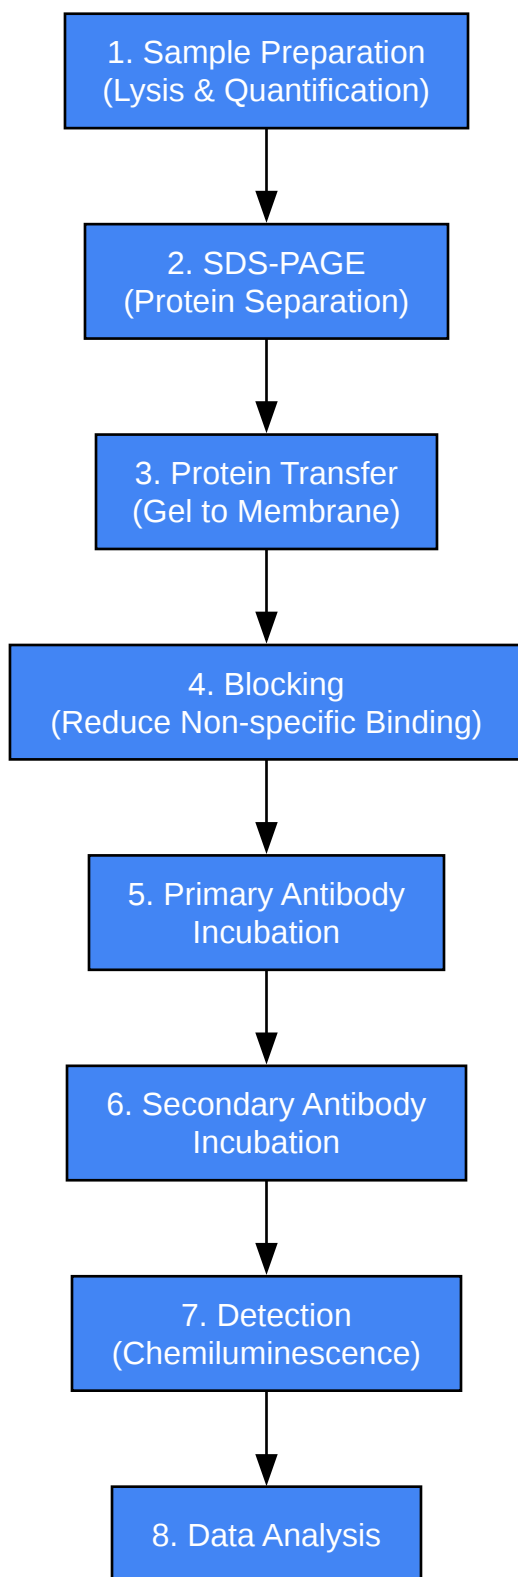 1. Sample Preparation
(Lysis & Quantification)
2. SDS-PAGE
(Protein Separation)
3. Protein Transfer
(Gel to Membrane)
4. Blocking
(Reduce Non-specific Binding)
5. Primary Antibody
Incubation
6. Secondary Antibody
Incubation
7. Detection
(Chemiluminescence)
8. Data Analysis